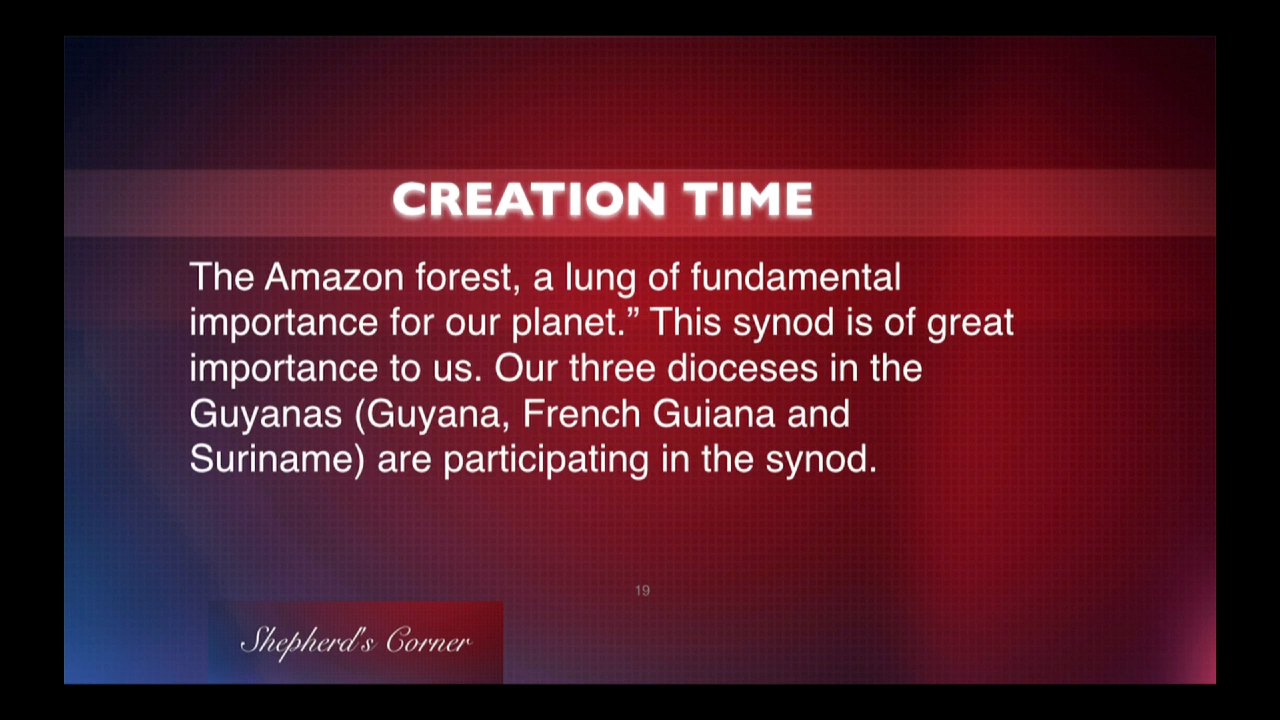 CREATION TIME
The Amazon forest, a lung of fundamental
importance for our planet.” This synod is of great
importance to us. Our three dioceses in the
Guyanas (Guyana, French Guiana and
Suriname) are participating in the synod.
19
Shepherd's Corner